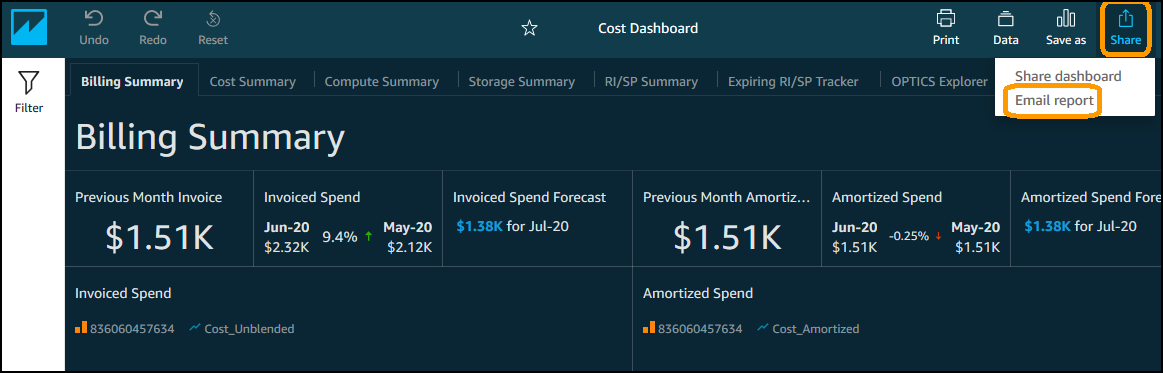 Undo Redo Reset Cost Dashboard Print Data Save as Share
Share dashboard
Email report
Filter
Billing Summary Cost Summary Compute Summary Storage Summary RI/SP Summary Expiring RI/SP Tracker OPTICS Explorer
Billing Summary
Previous Month Invoice Invoiced Spend Invoiced Spend Forecast Previous Month Amortiz... Amortized Spend Amortized Spend Fore
$1.51K Jun-20 9.4% May-20 $1.38K for Jul-20 $1.51K Jun-20 -0.25% May-20 $1.38K for Jul-20
$2.32K $2.12K $1.51K $1.51K
Invoiced Spend Amortized Spend
836060457634 Cost_Unblended 836060457634 Cost_Amortized